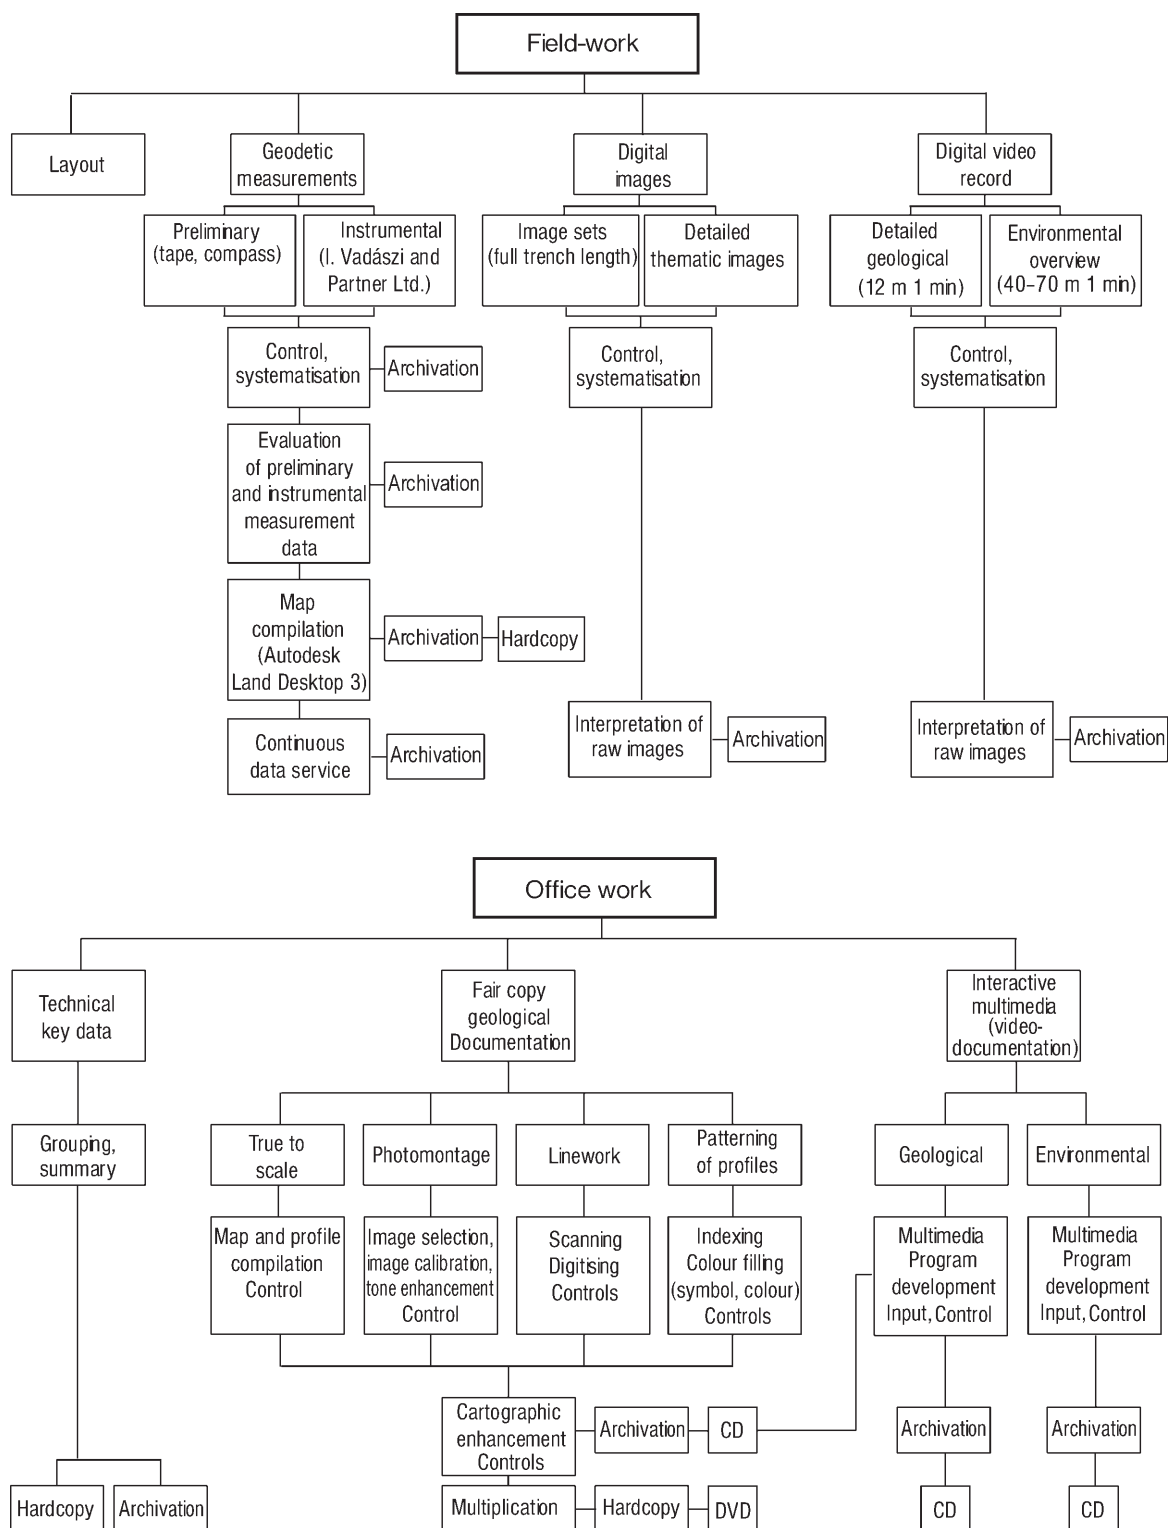 Field-work
Layout
Geodetic
measurements
Digital
images
Digital video
record
Preliminary
(tape, compass)
Instrumental
(I. Vadászi and
Partner Ltd.)
Image sets
(full trench length)
Detailed
thematic images
Detailed
geological
(12 m 1 min)
Environmental
overview
(40–70 m 1 min)
Control,
systematisation
Archivation
Control,
systematisation
Control,
systematisation
Evaluation
of preliminary
and instrumental
measurement
data
Archivation
Map
compilation
(Autodesk
Land Desktop 3)
Archivation
Hardcopy
Continuous
data service
Archivation
Interpretation of
raw images
Archivation
Interpretation of
raw images
Archivation
Office work
Technical
key data
Fair copy
geological
Documentation
Interactive
multimedia
(video-
documentation)
Grouping,
summary
True to
scale
Photomontage
Linework
Patterning
of profiles
Geological
Environmental
Map and profile
compilation
Control
Image selection,
image calibration,
tone enhancement
Control
Scanning
Digitising
Controls
Indexing
Colour filling
(symbol, colour)
Controls
Multimedia
Program
development
Input, Control
Multimedia
Program
development
Input, Control
Cartographic
enhancement
Controls
Archivation
CD
Archivation
Archivation
Hardcopy
Archivation
Multiplication
Hardcopy
DVD
CD
CD